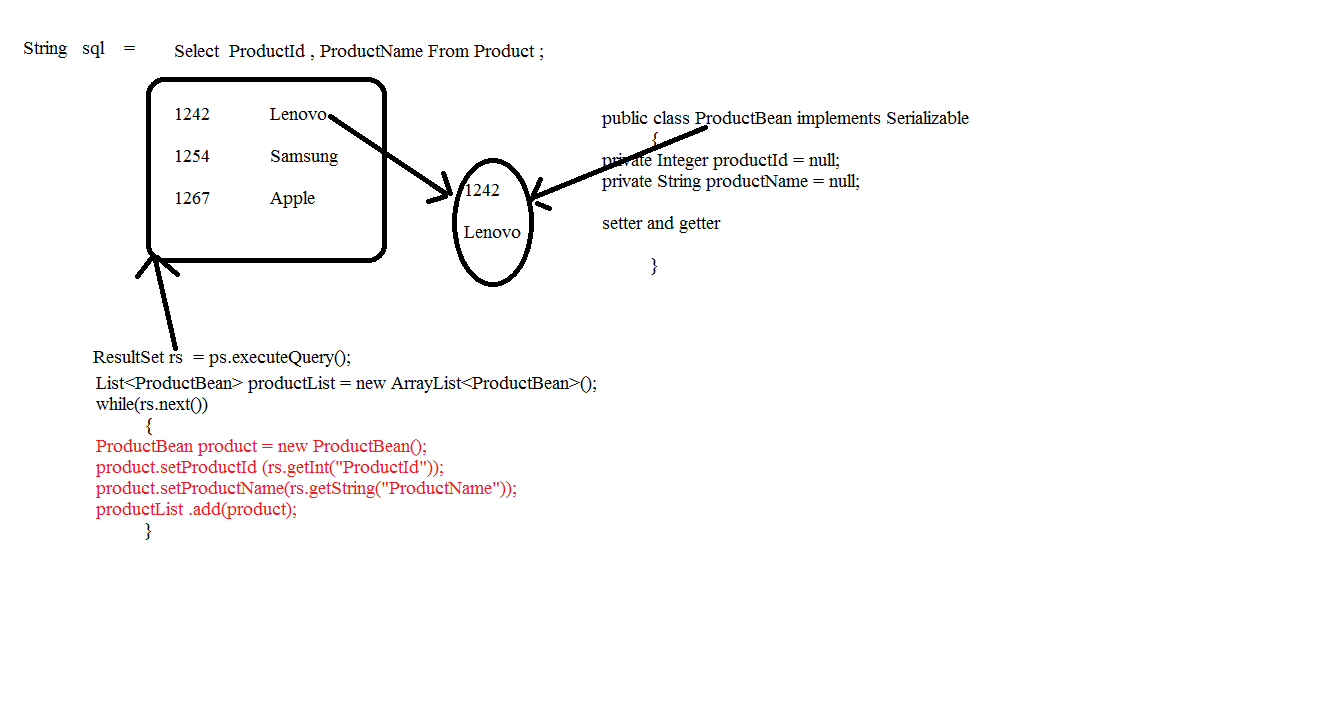 String sql = Select ProductId , ProductName From Product ;
1242 Lenovo
1254 Samsung
1267 Apple
1242
Lenovo
public class ProductBean implements Serializable
{
private Integer productId = null;
private String productName = null;
setter and getter
}
ResultSet rs = ps.executeQuery();
List<ProductBean> productList = new ArrayList<ProductBean>();
while(rs.next())
{
ProductBean product = new ProductBean();
product.setProductId (rs.getInt("ProductId"));
product.setProductName(rs.getString("ProductName"));
productList .add(product);
}